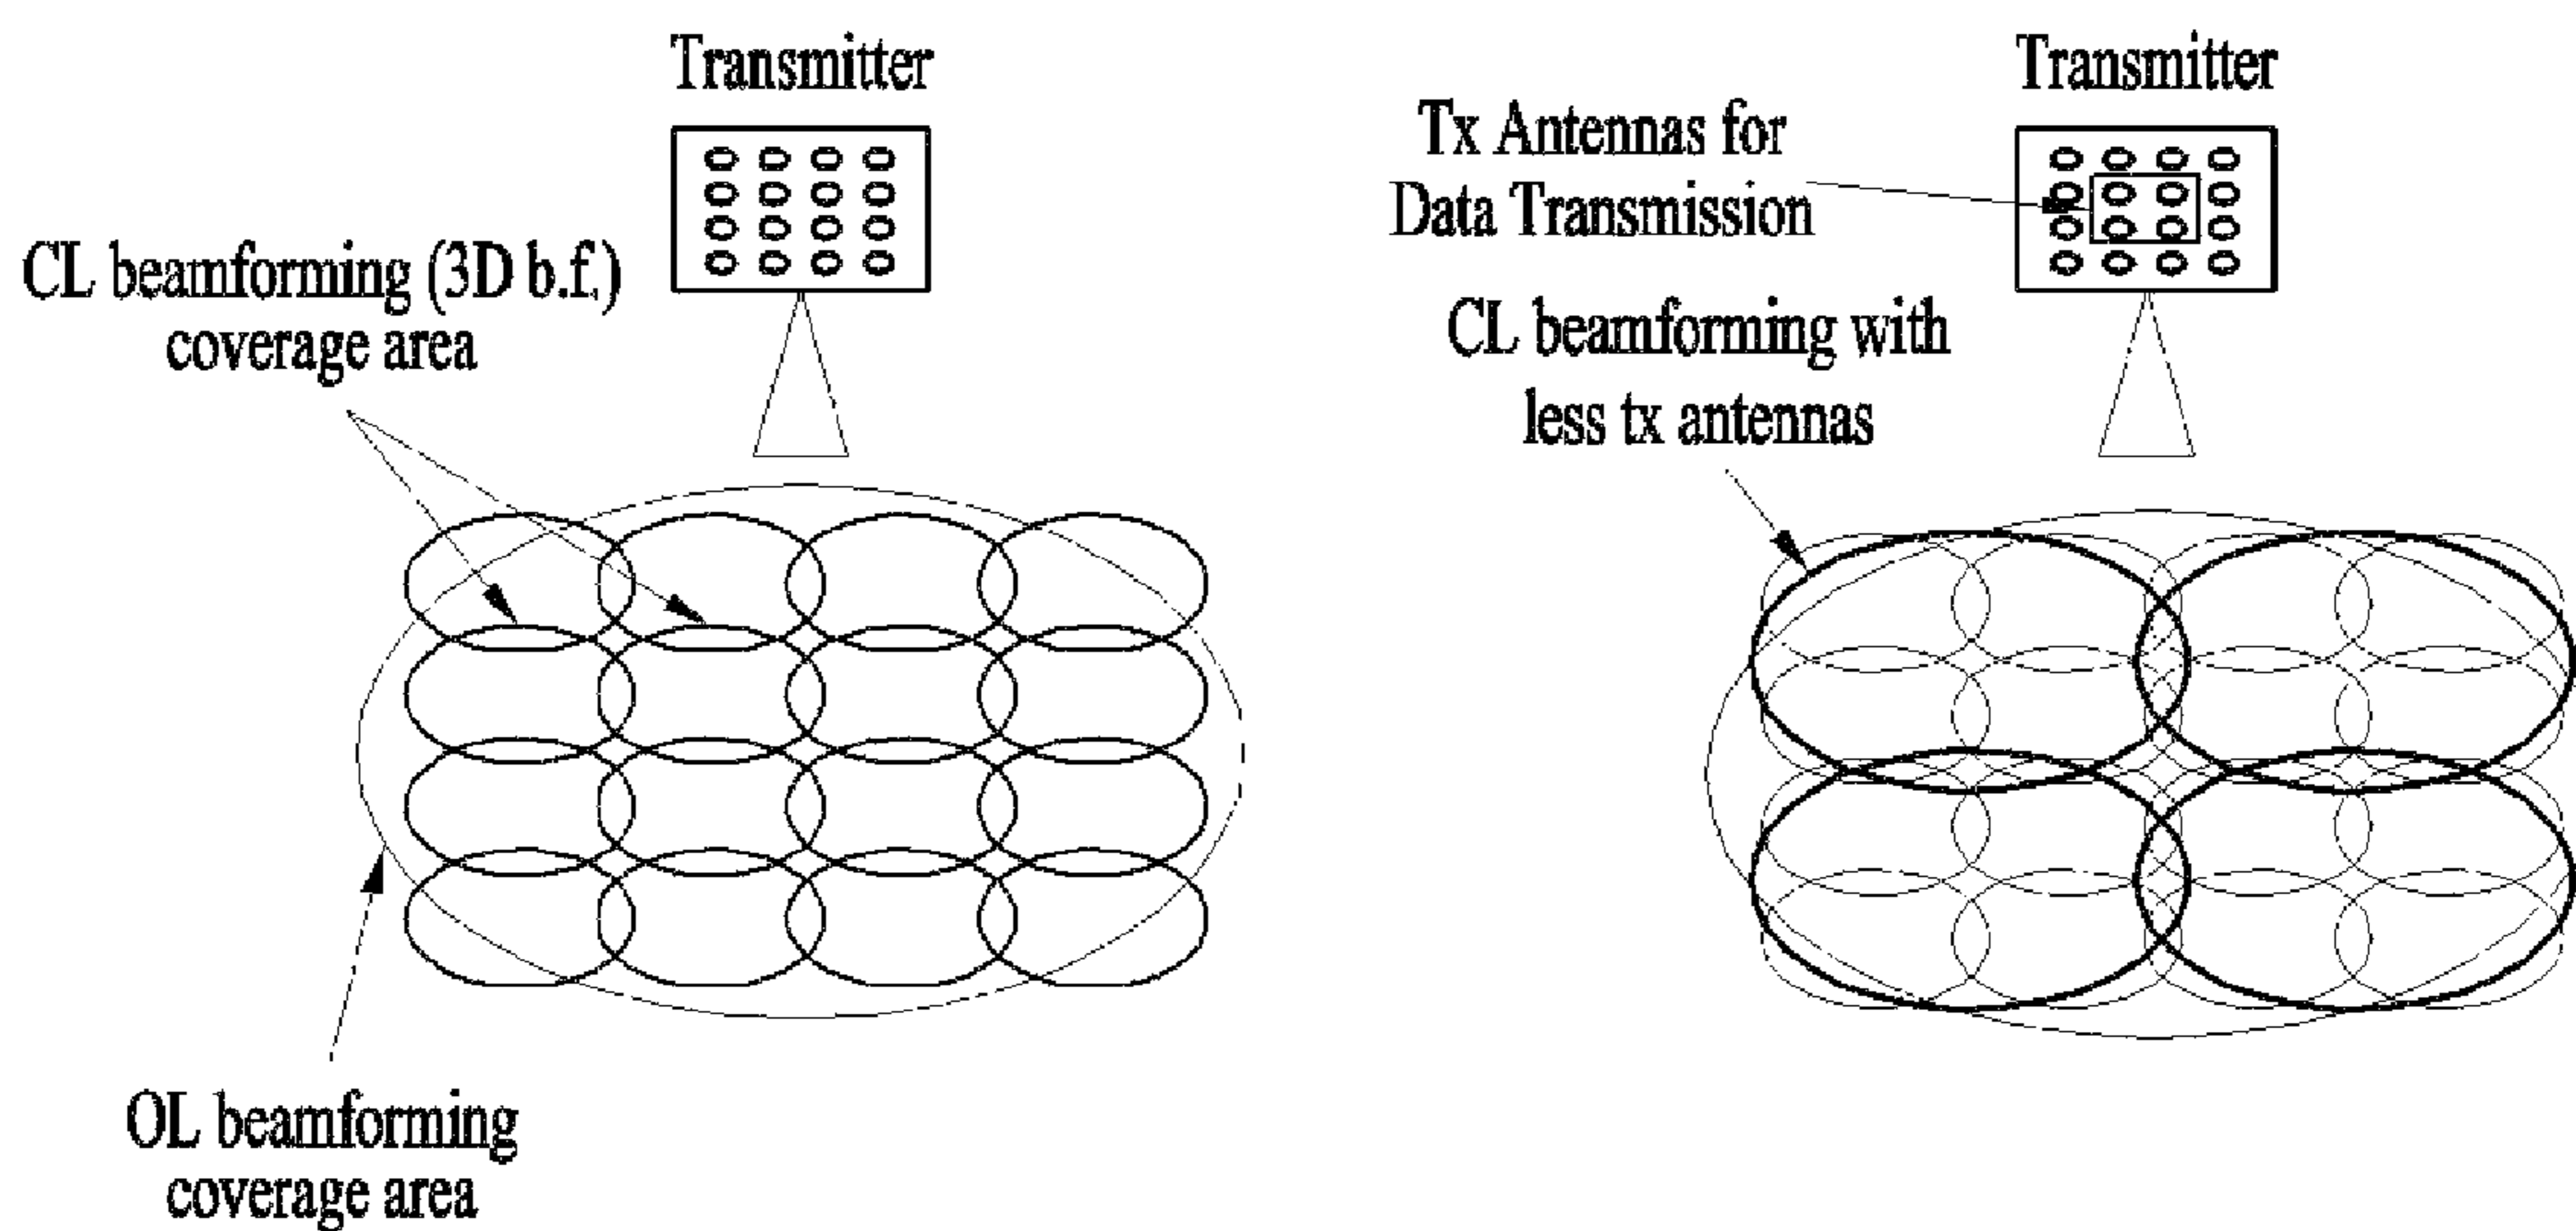 Transmitter
CL beamforming (3D b.f.)
coverage area
OL beamforming
coverage area
Transmitter
Tx Antennas for
Data Transmission
CL beamforming with
less tx antennas